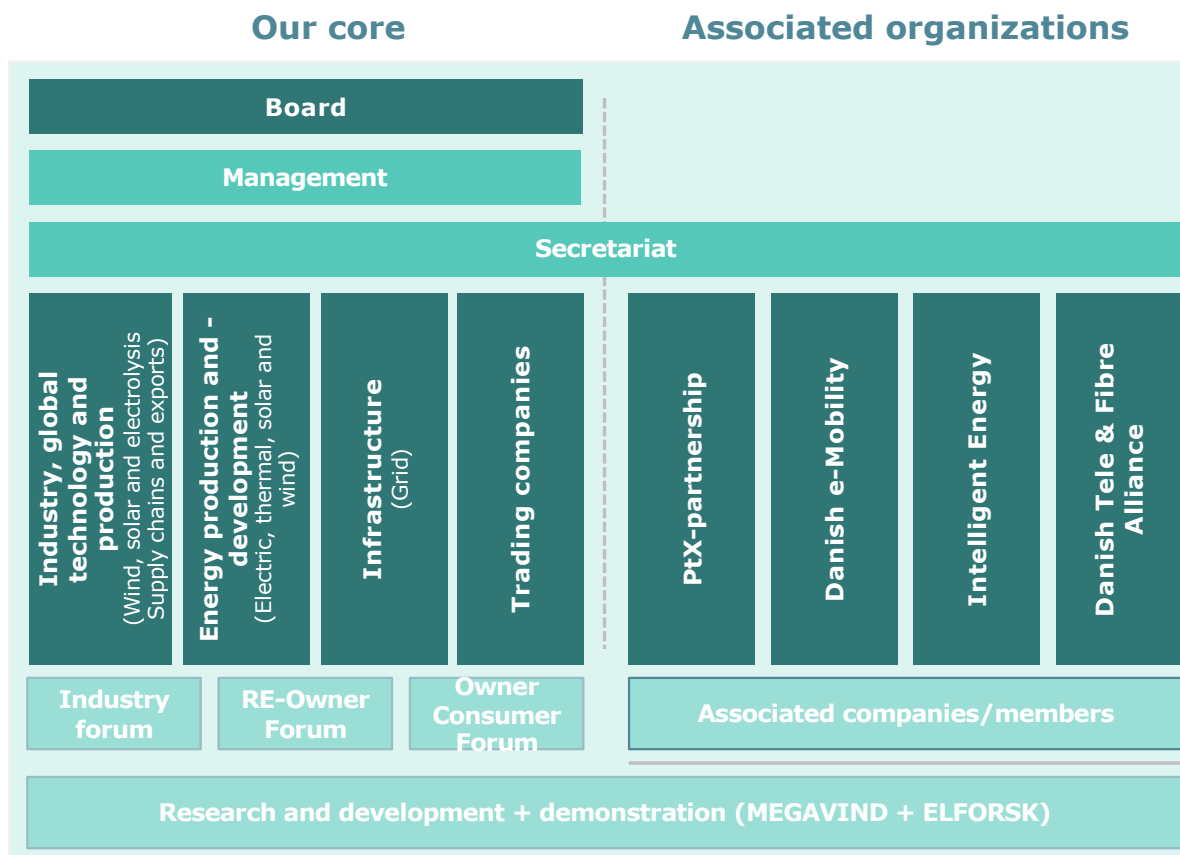 Our core
Associated organizations
Board
Management
Secretariat
Industry, global
technology and
production
(Wind, solar and electrolysis
Supply chains and exports)
Energy production and –
development
(Electric, thermal, solar and
wind)
Infrastructure
(Grid)
Trading companies
PtX-partnership
Danish e-Mobility
Intelligent Energy
Danish Tele & Fibre
Alliance
Industry
forum
RE-Owner
Forum
Owner
Consumer
Forum
Associated companies/members
Research and development + demonstration (MEGAVIND + ELFORSK)